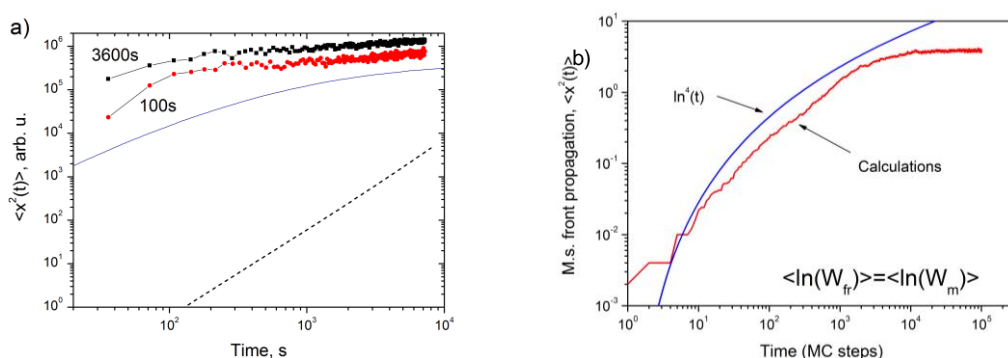 a)
<x²(t)>, arb. u.
10⁶
10⁵
10⁴
10³
10²
10¹
10⁰
3600s
100s
10²
10³
10⁴
Time, s
b)
M.s. front propagation, <x²(t)>
10¹
10⁰
10⁻¹
10⁻²
10⁻³
ln⁴(t)
Calculations
<ln(W_fr)>=<ln(W_m)>
10⁰
10¹
10²
10³
10⁴
10⁵
10⁶
Time (MC steps)